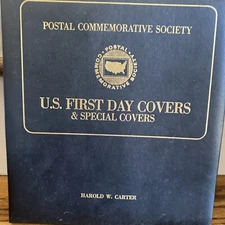 POSTAL COMMEMORATIVE SOCIETY
POSTAL
COMMEMORATIVE
SOCIETY
U.S. FIRST DAY COVERS
& SPECIAL COVERS
HAROLD W. CARTER